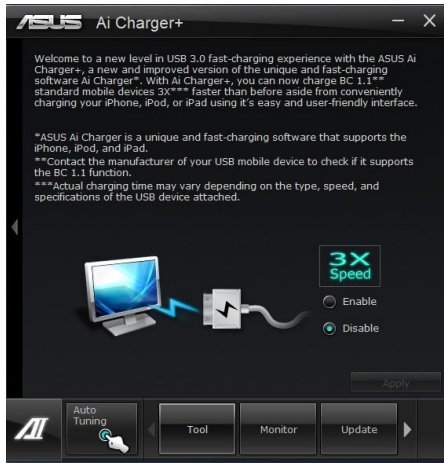 ASUS Ai Charger+
Welcome to a new level in USB 3.0 fast-charging experience with the ASUS Ai
Charger+, a new and improved version of the unique and fast-charging
software Ai Charger*. With Ai Charger+, you can now charge BC 1.1**
standard mobile devices 3X*** faster than before aside from conveniently
charging your iPhone, iPod, or iPad using it's easy and user-friendly interface.
*ASUS Ai Charger is a unique and fast-charging software that supports the
iPhone, iPod, and iPad.
**Contact the manufacturer of your USB mobile device to check if it supports
the BC 1.1 function.
***Actual charging time may vary depending on the type, speed, and
specifications of the USB device attached.
3X
Speed
Enable
Disable
Apply
AI
Auto
Tuning
Tool
Monitor
Update